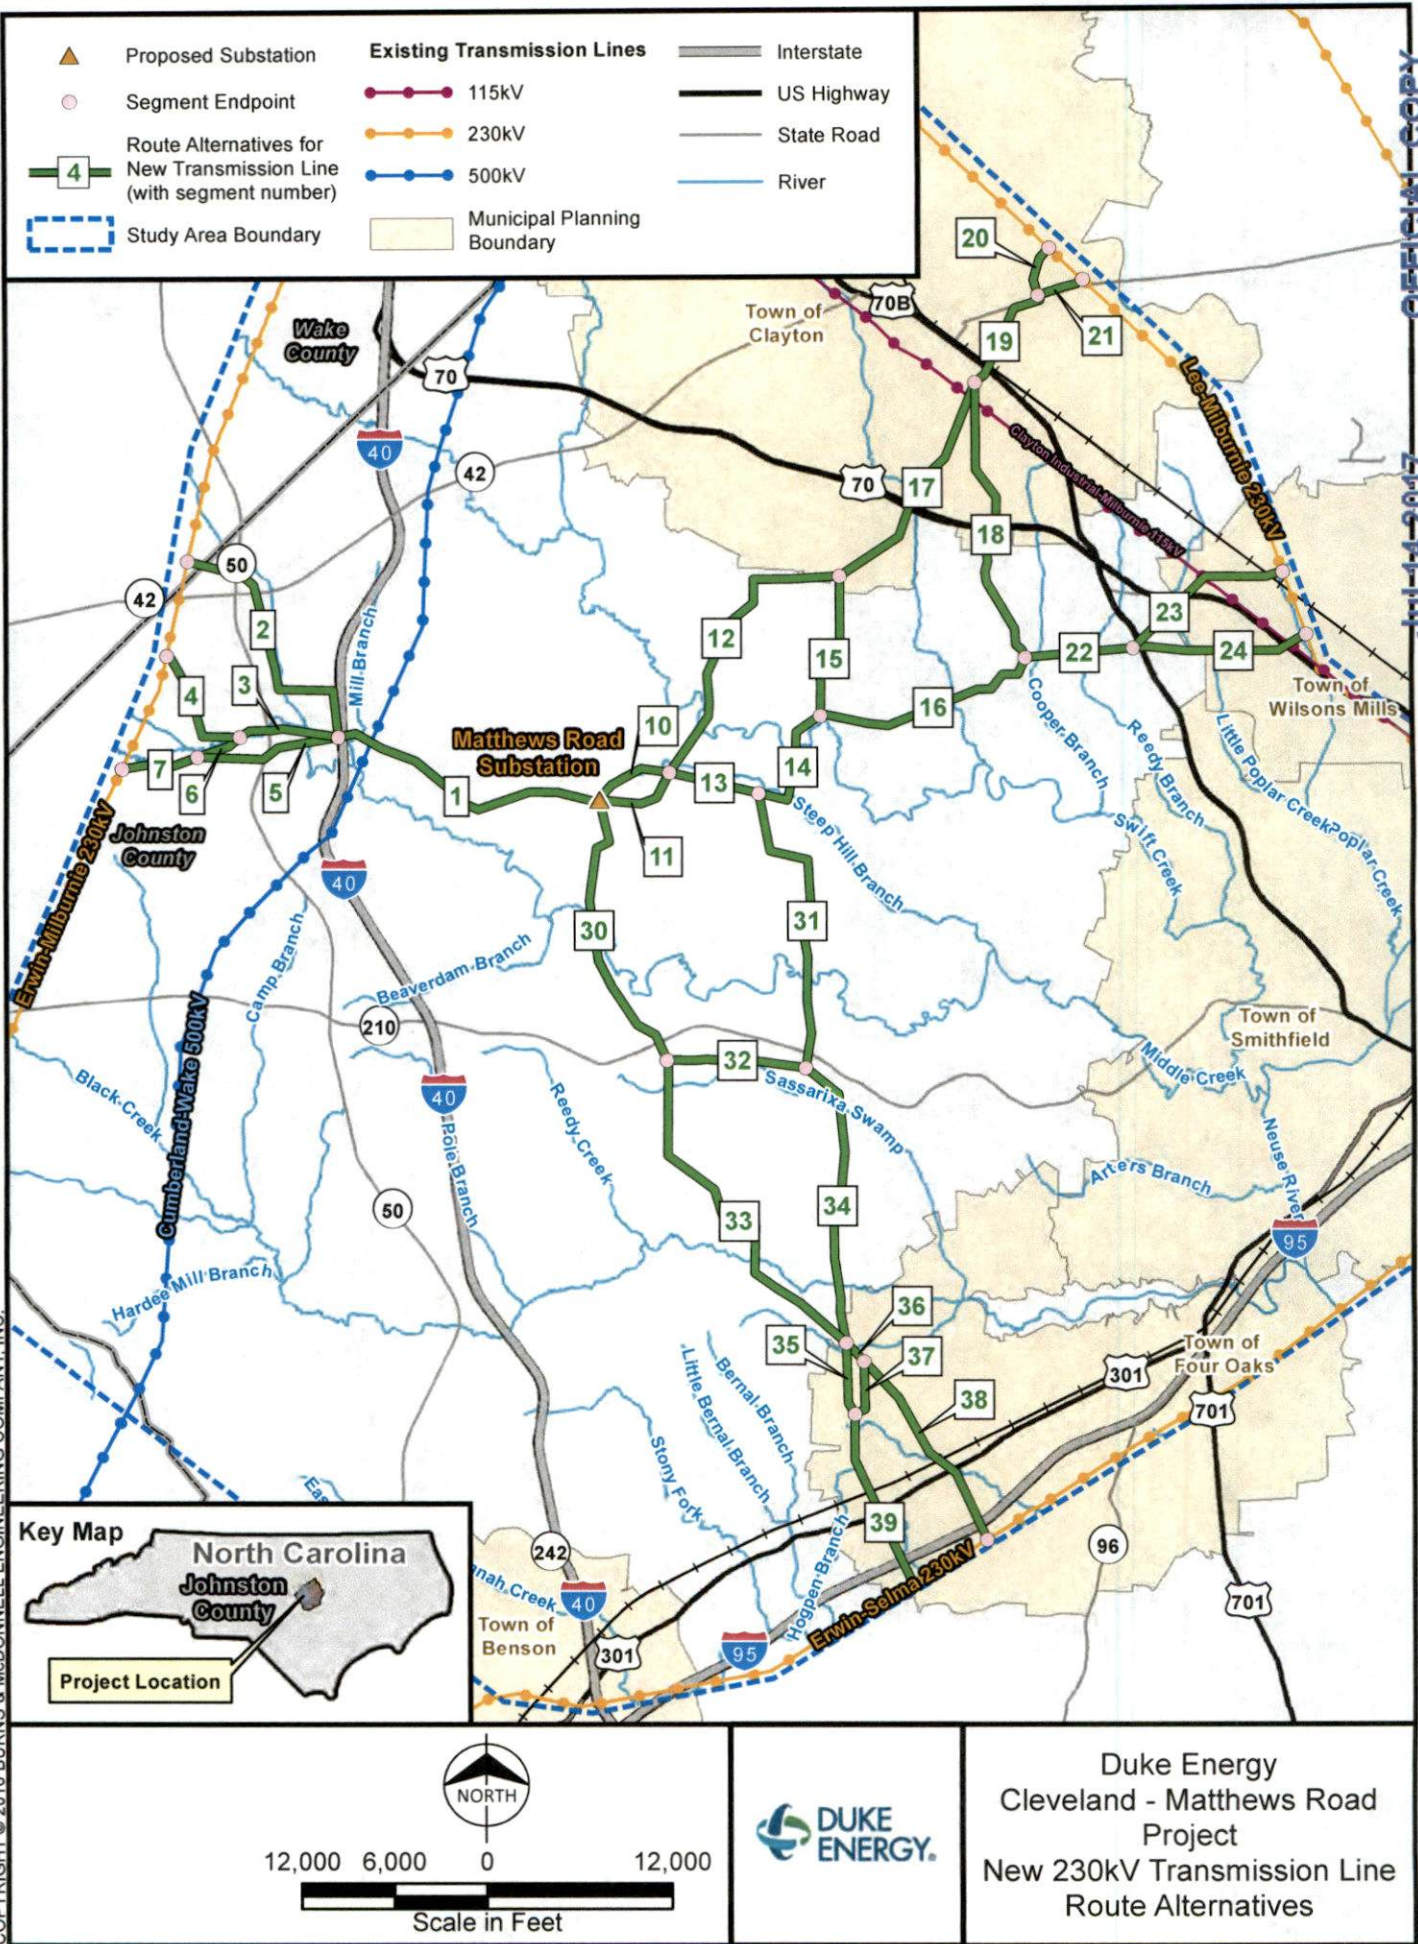 Proposed Substation
Segment Endpoint
4
Route Alternatives for
New Transmission Line
(with segment number)
Study Area Boundary
Existing Transmission Lines
115kV
230kV
500kV
Municipal Planning
Boundary
Interstate
US Highway
State Road
River
OFFICIAL COPY
20
70B
Town of
Clayton
19
21
Wake
County
70
40
42
Lee-Milburnie 230kV
Clayton Industrial-Milburnie 115kV
17
70
18
50
42
2
Mill Branch
12
15
23
22
24
3
4
16
Cooper Branch
Town of
Wilsons Mills
Matthews Road
Substation
10
Reedy Branch
Little Poplar Creek
Poplar Creek
7
6
5
1
13
14
Steep Hill Branch
Swift Creek
Johnston
County
11
Erwin-Milburnie 230kV
40
30
31
Camp Branch
Beaverdam Branch
210
Town of
Smithfield
Cumberland-Wake 500kV
Black Creek
40
32
Sassarixa Swamp
Middle Creek
Reedy Creek
Pole Branch
Neuse River
Arters Branch
50
33
34
95
Hardee Mill Branch
36
35
37
Town of
Four Oaks
301
701
38
Bernal Branch
Little Bernal Branch
Stony Fork
39
Hogpen Branch
Erwin-Selma 230kV
96
242
40
nah Creek
Town of
Benson
301
95
701
Eas
Key Map
North Carolina
Johnston
County
Project Location
NORTH
12,000 6,000 0 12,000
Scale in Feet
DUKE
ENERGY®
Duke Energy
Cleveland - Matthews Road
Project
New 230kV Transmission Line
Route Alternatives